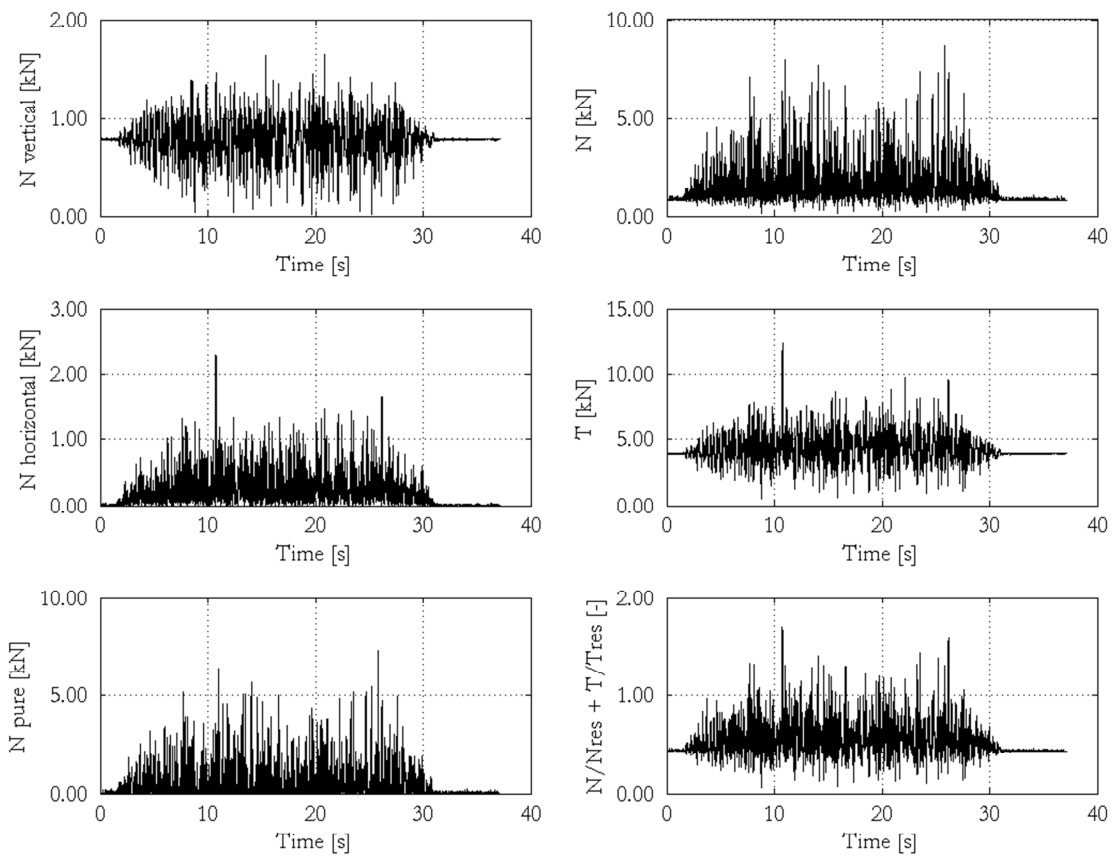 2.00
1.00
0.00
N vertical [kN]
0 10 20 30 40
Time [s]
10.00
5.00
0.00
N [kN]
0 10 20 30 40
Time [s]
3.00
2.00
1.00
0.00
N horizontal [kN]
0 10 20 30 40
Time [s]
15.00
10.00
5.00
0.00
T [kN]
0 10 20 30 40
Time [s]
10.00
5.00
0.00
N pure [kN]
0 10 20 30 40
Time [s]
2.00
1.00
0.00
N/Nres + T/Tres [-]
0 10 20 30 40
Time [s]